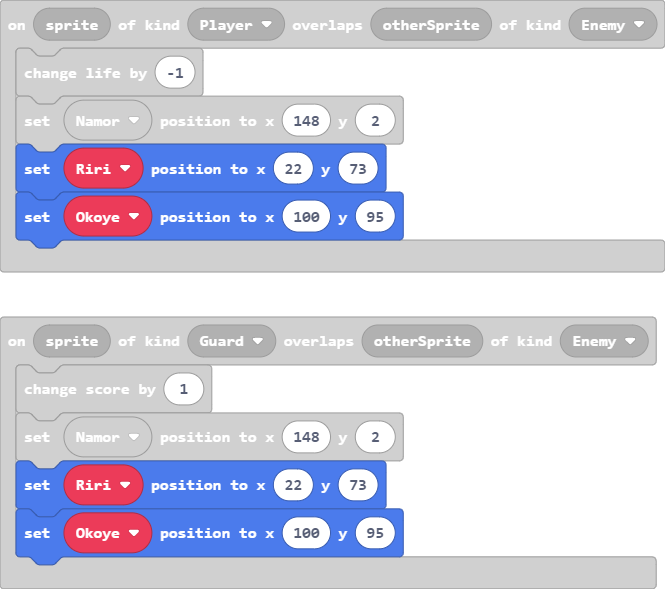 on sprite of kind Player overlaps otherSprite of kind Enemy
change life by -1
set Namor position to x 148 y 2
set Riri position to x 22 y 73
set Okoye position to x 100 y 95
on sprite of kind Guard overlaps otherSprite of kind Enemy
change score by 1
set Namor position to x 148 y 2
set Riri position to x 22 y 73
set Okoye position to x 100 y 95